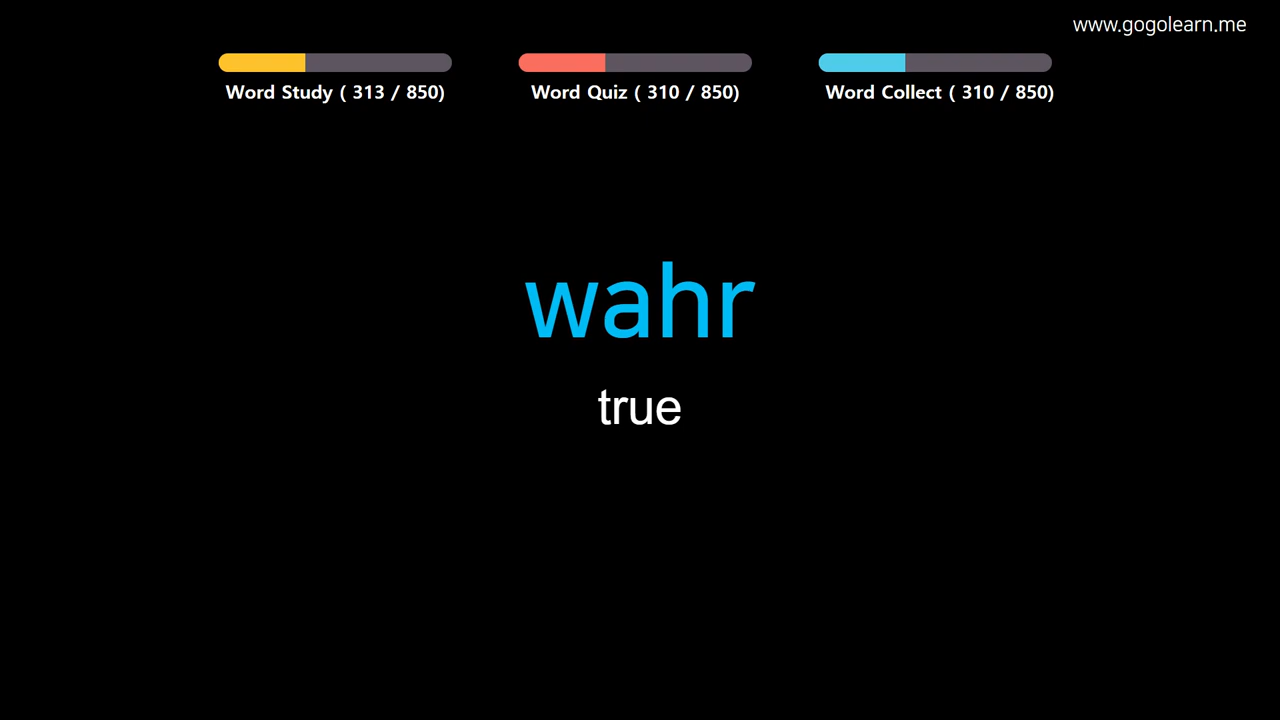 www.gogolearn.me
Word Study ( 313 / 850)
Word Quiz ( 310 / 850)
Word Collect ( 310 / 850)
wahr
true